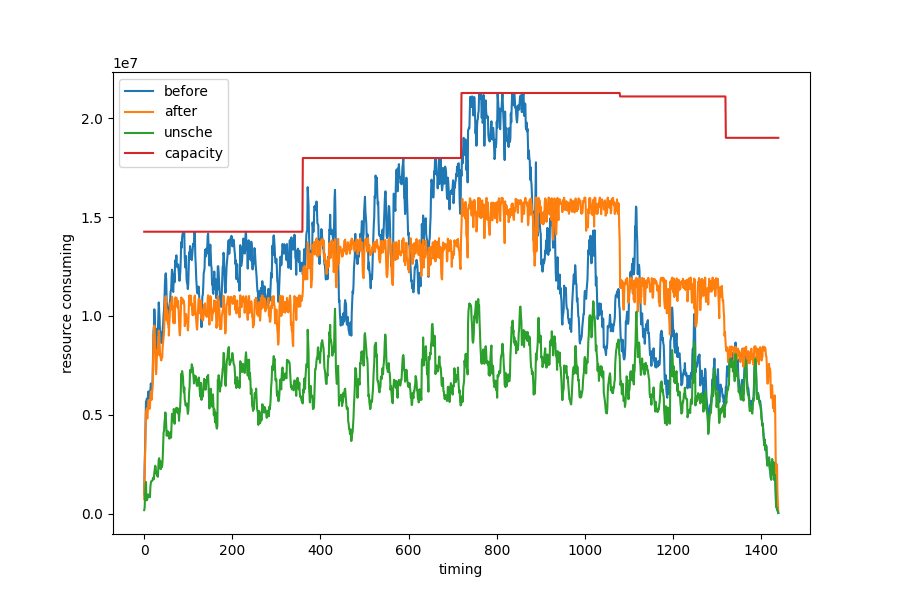 1e7
before
after
unsche
capacity
2.0
1.5
1.0
0.5
0.0
resource consuming
0 200 400 600 800 1000 1200 1400
timing